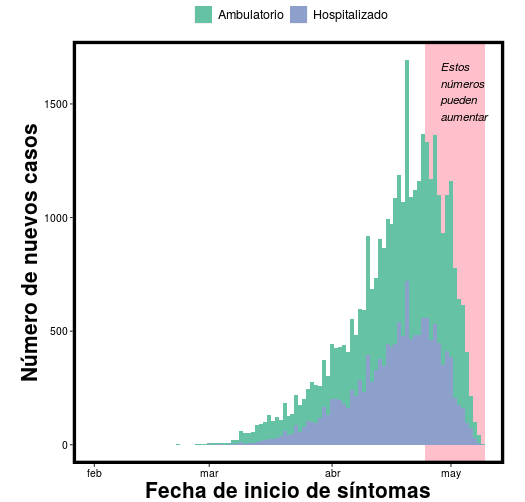 Ambulatorio Hospitalizado
Estos
números
pueden
aumentar
1500
1000
500
0
Número de nuevos casos
feb mar abr may
Fecha de inicio de síntomas